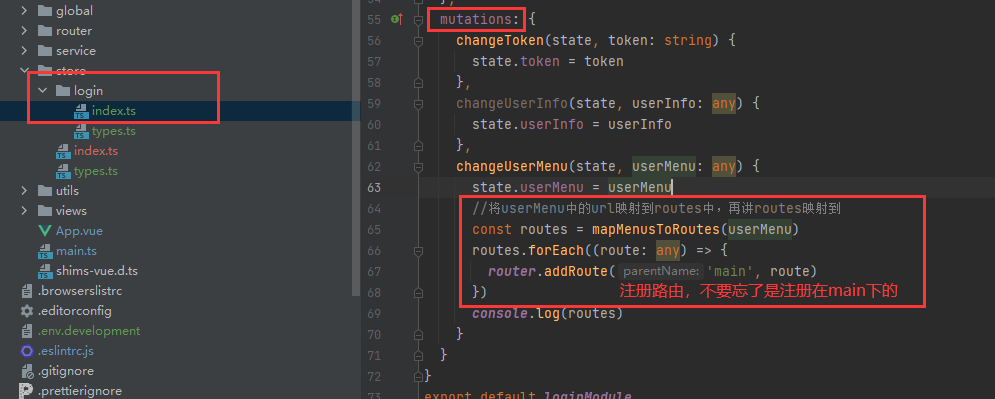 global
router
service
store
login
index.ts
types.ts
index.ts
types.ts
utils
views
App.vue
main.ts
shims-vue.d.ts
.browserslistrc
.editorconfig
.env.development
.eslintrc.js
.gitignore
.prettierignore
55 mutations: {
56 changeToken(state, token: string) {
57 state.token = token
58 },
59 changeUserInfo(state, userInfo: any) {
60 state.userInfo = userInfo
61 },
62 changeUserMenu(state, userMenu: any) {
63 state.userMenu = userMenu
64 //将userMenu中的url映射到routes中，再讲routes映射到
65 const routes = mapMenusToRoutes(userMenu)
66 routes.forEach((route: any) => {
67 router.addRoute( parentName: 'main', route)
68 })
注册路由，不要忘了是注册在main下的
69 console.log(routes)
70 }
71 }
72 }
73 export default loginModule